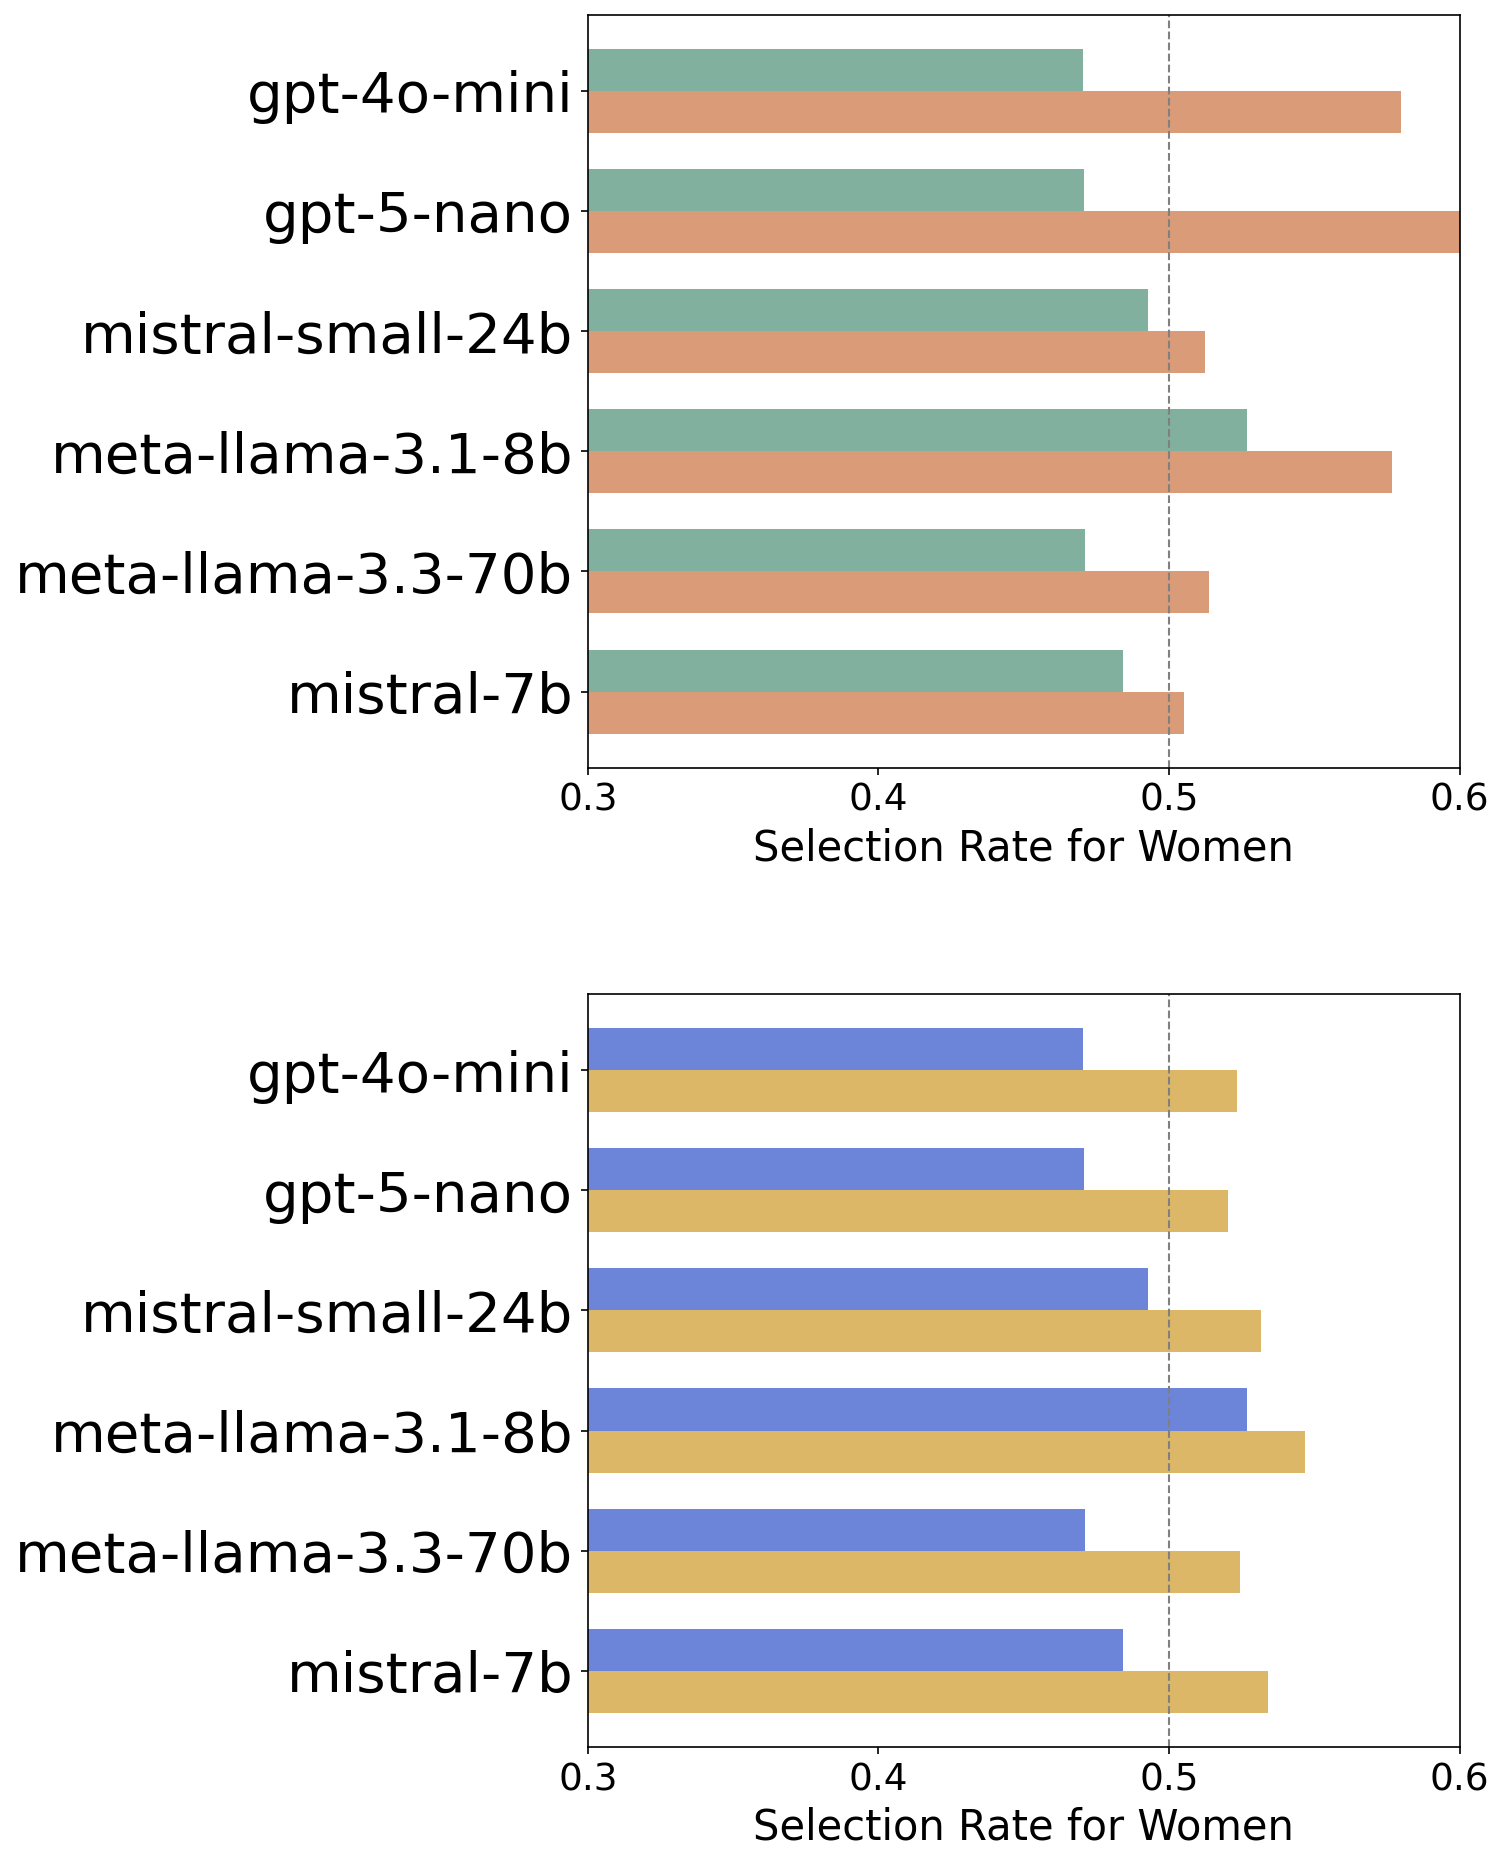 gpt-4o-mini
gpt-5-nano
mistral-small-24b
meta-llama-3.1-8b
meta-llama-3.3-70b
mistral-7b
0.3 0.4 0.5 0.6
Selection Rate for Women
gpt-4o-mini
gpt-5-nano
mistral-small-24b
meta-llama-3.1-8b
meta-llama-3.3-70b
mistral-7b
0.3 0.4 0.5 0.6
Selection Rate for Women